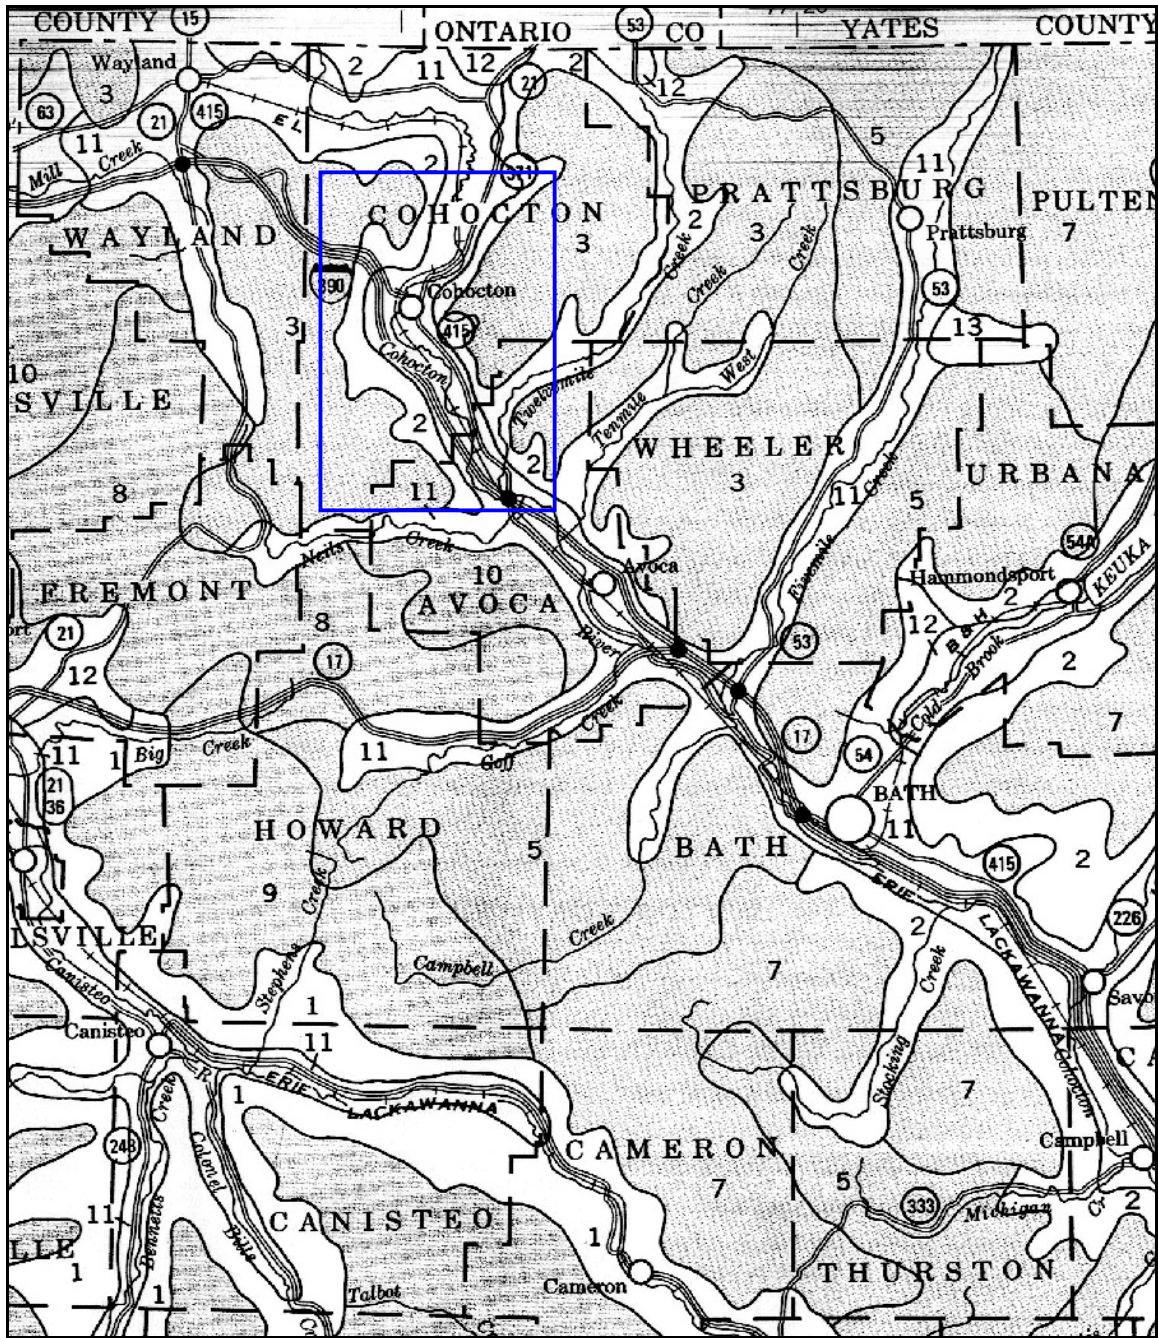 COUNTY
15
ONTARIO CO
53
YATES COUNTY
Wayland
2
11
12
21
2
12
3
63
21
415
EL
5
11
Mill Creek
2
371
11
COHOCTON
PRATTSBURG
PULTEN
WAYLAND
3
2
3
7
Prattsburg
390
Cohocton
Creek
Creek
Creek
53
3
415
13
10
Cohocton
Twelvemile
West
SVILLE
2
Tenmile
WHEELER
URBANA
1
2
3
8
11
11
Creek
5
Neils Creek
54A
Avoca
10
Hammondsport
KEUKA
FREMONT
AVOCA
Fivemile
2
21
8
River
53
12
B & H
Brook
17
2
12
Creek
Cold
7
11
1
Big Creek
11
Goff
17
54
21
36
BATH
HOWARD
5
BATH
11
415
2
9
Creek
ERIE
226
LSVILLE
Creek
2
LACKAWANNA
Canisteo
Stephens
Campbell
7
Creek
Savo
Canisteo
1
11
CA
R.
ERIE
Cohocton
1
LACKAWANNA
Creek
Stocking
7
248
Colonel
CAMERON
Campbell
7
5
333
Michigan
Cr.
2
11
Bennetts
CANISTEO
LLE
Bills
1
1
Cameron
THURSTON
1
Talbot
Cr
C